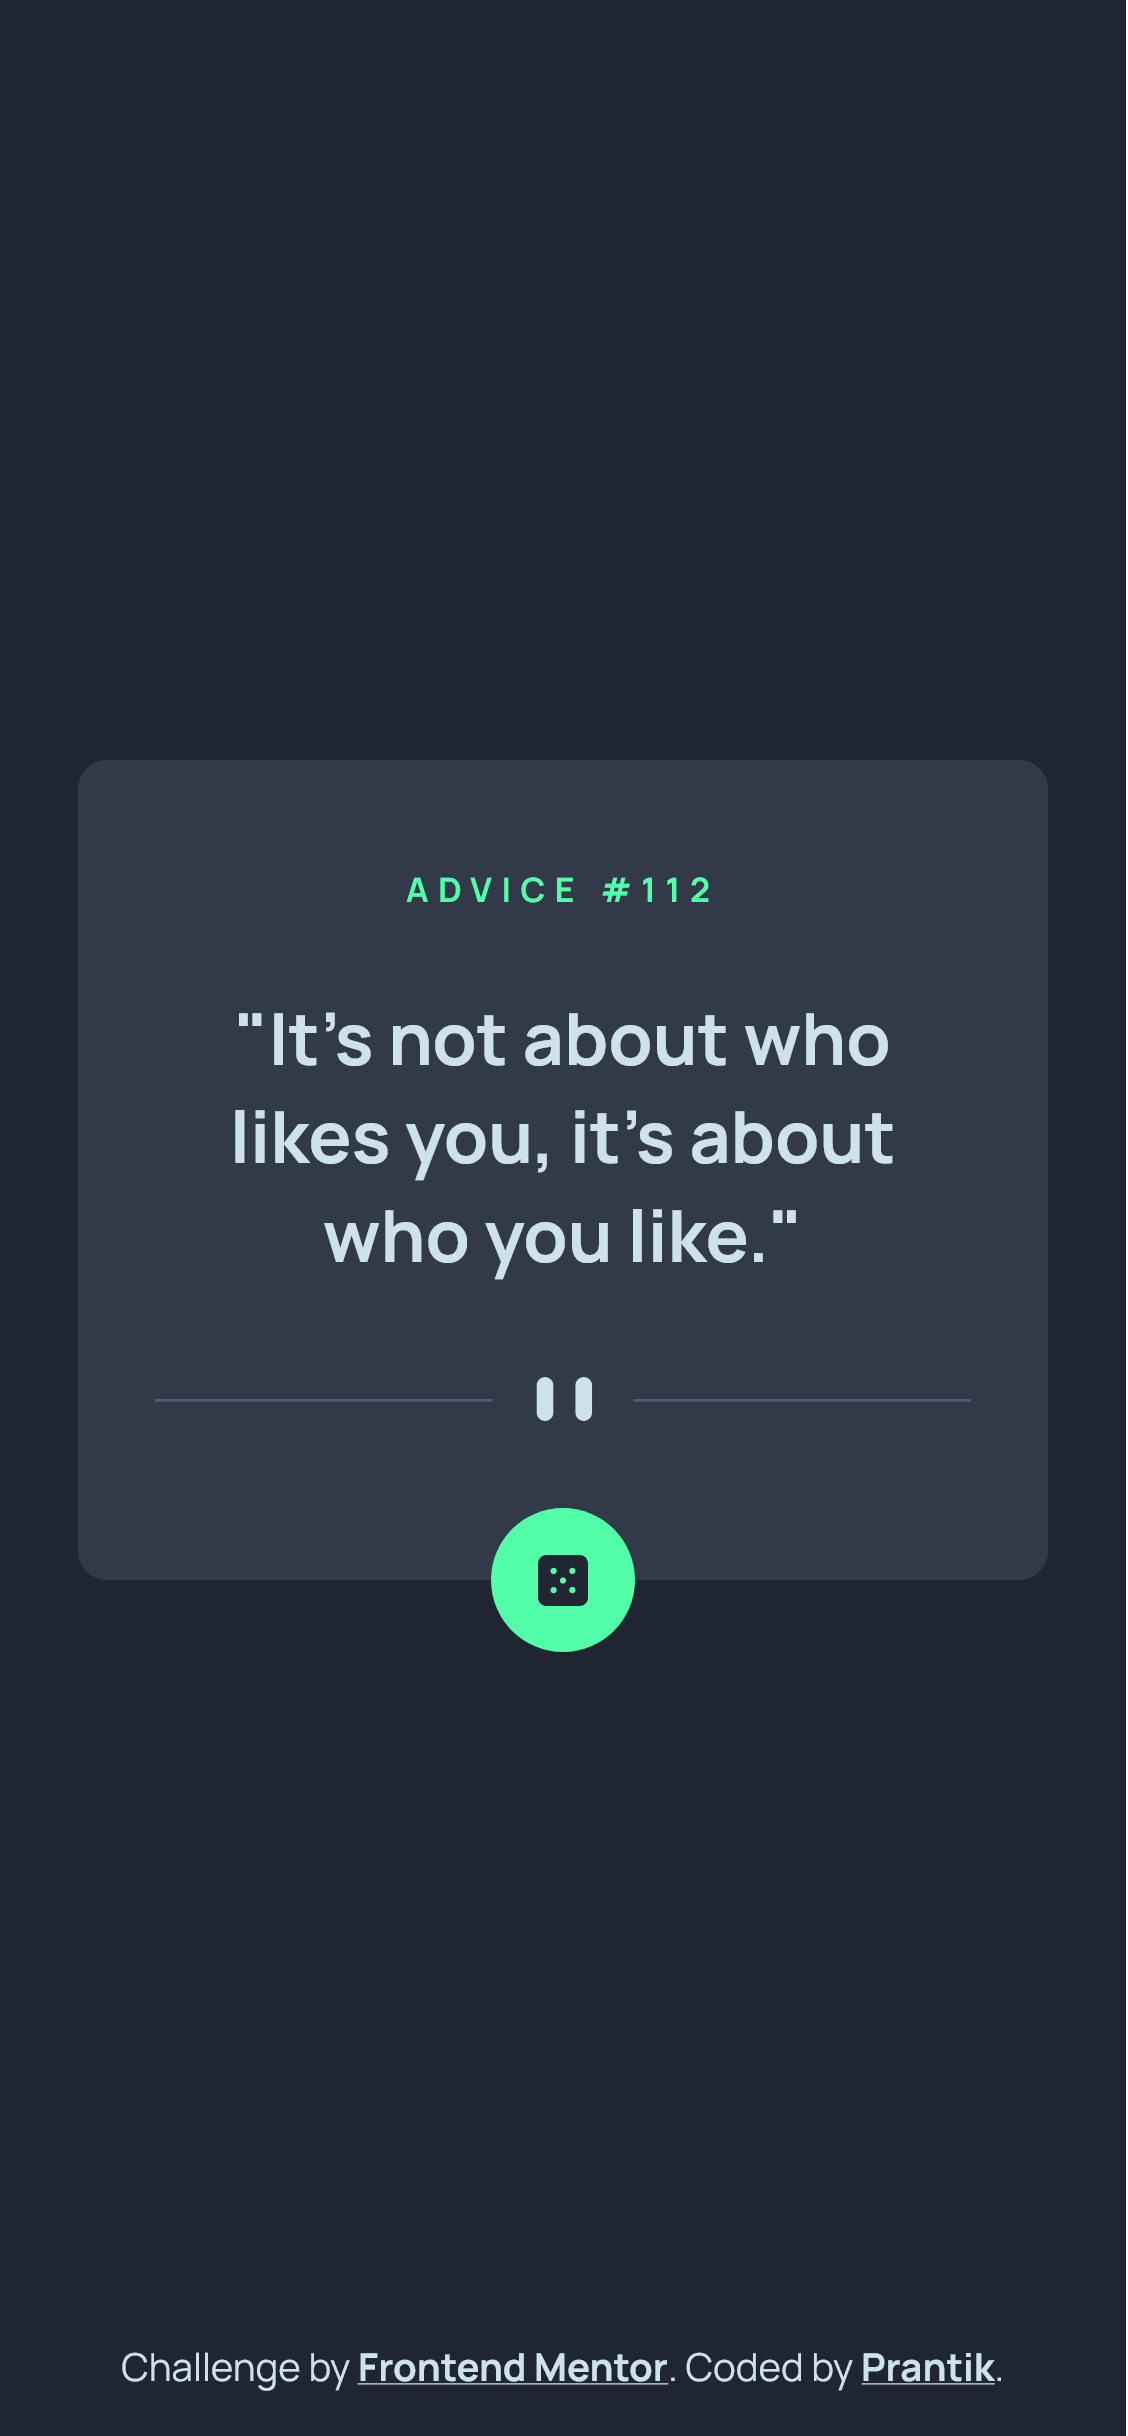 ADVICE #112
"It’s not about who
likes you, it’s about
who you like."
Challenge by Frontend Mentor. Coded by Prantik.